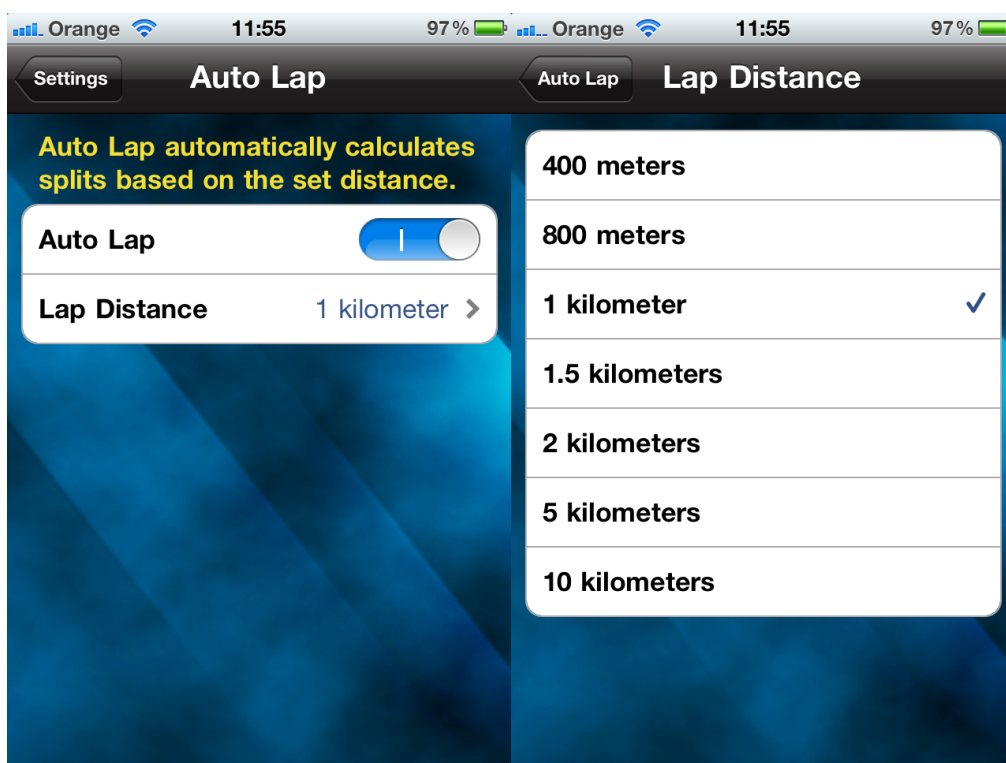 Orange 11:55 97%
Settings Auto Lap
Auto Lap automatically calculates
splits based on the set distance.
Auto Lap
Lap Distance 1 kilometer
Orange 11:55 97%
Auto Lap Lap Distance
400 meters
800 meters
1 kilometer
1.5 kilometers
2 kilometers
5 kilometers
10 kilometers